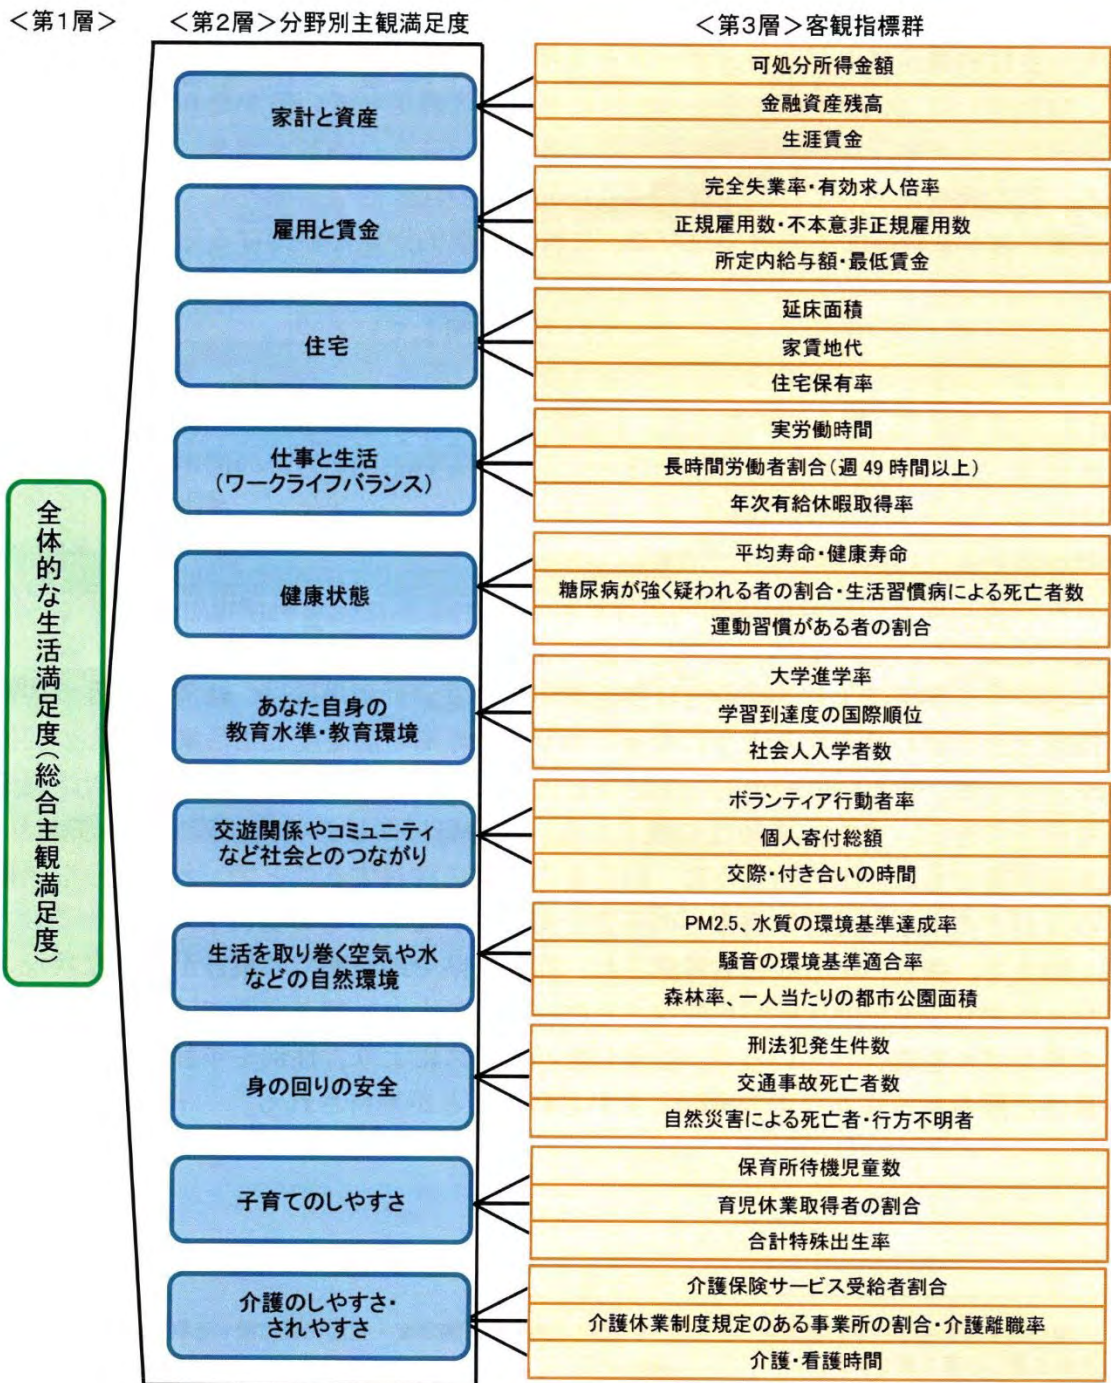 ＜第1層＞
＜第2層＞分野別主観満足度
＜第3層＞客観指標群
全体的な生活満足度（総合主観満足度）
家計と資産
可処分所得金額
金融資産残高
生涯賃金
雇用と賃金
完全失業率・有効求人倍率
正規雇用数・不本意非正規雇用数
所定内給与額・最低賃金
住宅
延床面積
家賃地代
住宅保有率
仕事と生活
（ワークライフバランス）
実労働時間
長時間労働者割合（週 49 時間以上）
年次有給休暇取得率
健康状態
平均寿命・健康寿命
糖尿病が強く疑われる者の割合・生活習慣病による死亡者数
運動習慣がある者の割合
あなた自身の
教育水準・教育環境
大学進学率
学習到達度の国際順位
社会人入学者数
交遊関係やコミュニティ
など社会とのつながり
ボランティア行動者率
個人寄付総額
交際・付き合いの時間
生活を取り巻く空気や水
などの自然環境
PM2.5、水質の環境基準達成率
騒音の環境基準適合率
森林率、一人当たりの都市公園面積
身の回りの安全
刑法犯発生件数
交通事故死亡者数
自然災害による死亡者・行方不明者
子育てのしやすさ
保育所待機児童数
育児休業取得者の割合
合計特殊出生率
介護のしやすさ・
されやすさ
介護保険サービス受給者割合
介護休業制度規定のある事業所の割合・介護離職率
介護・看護時間